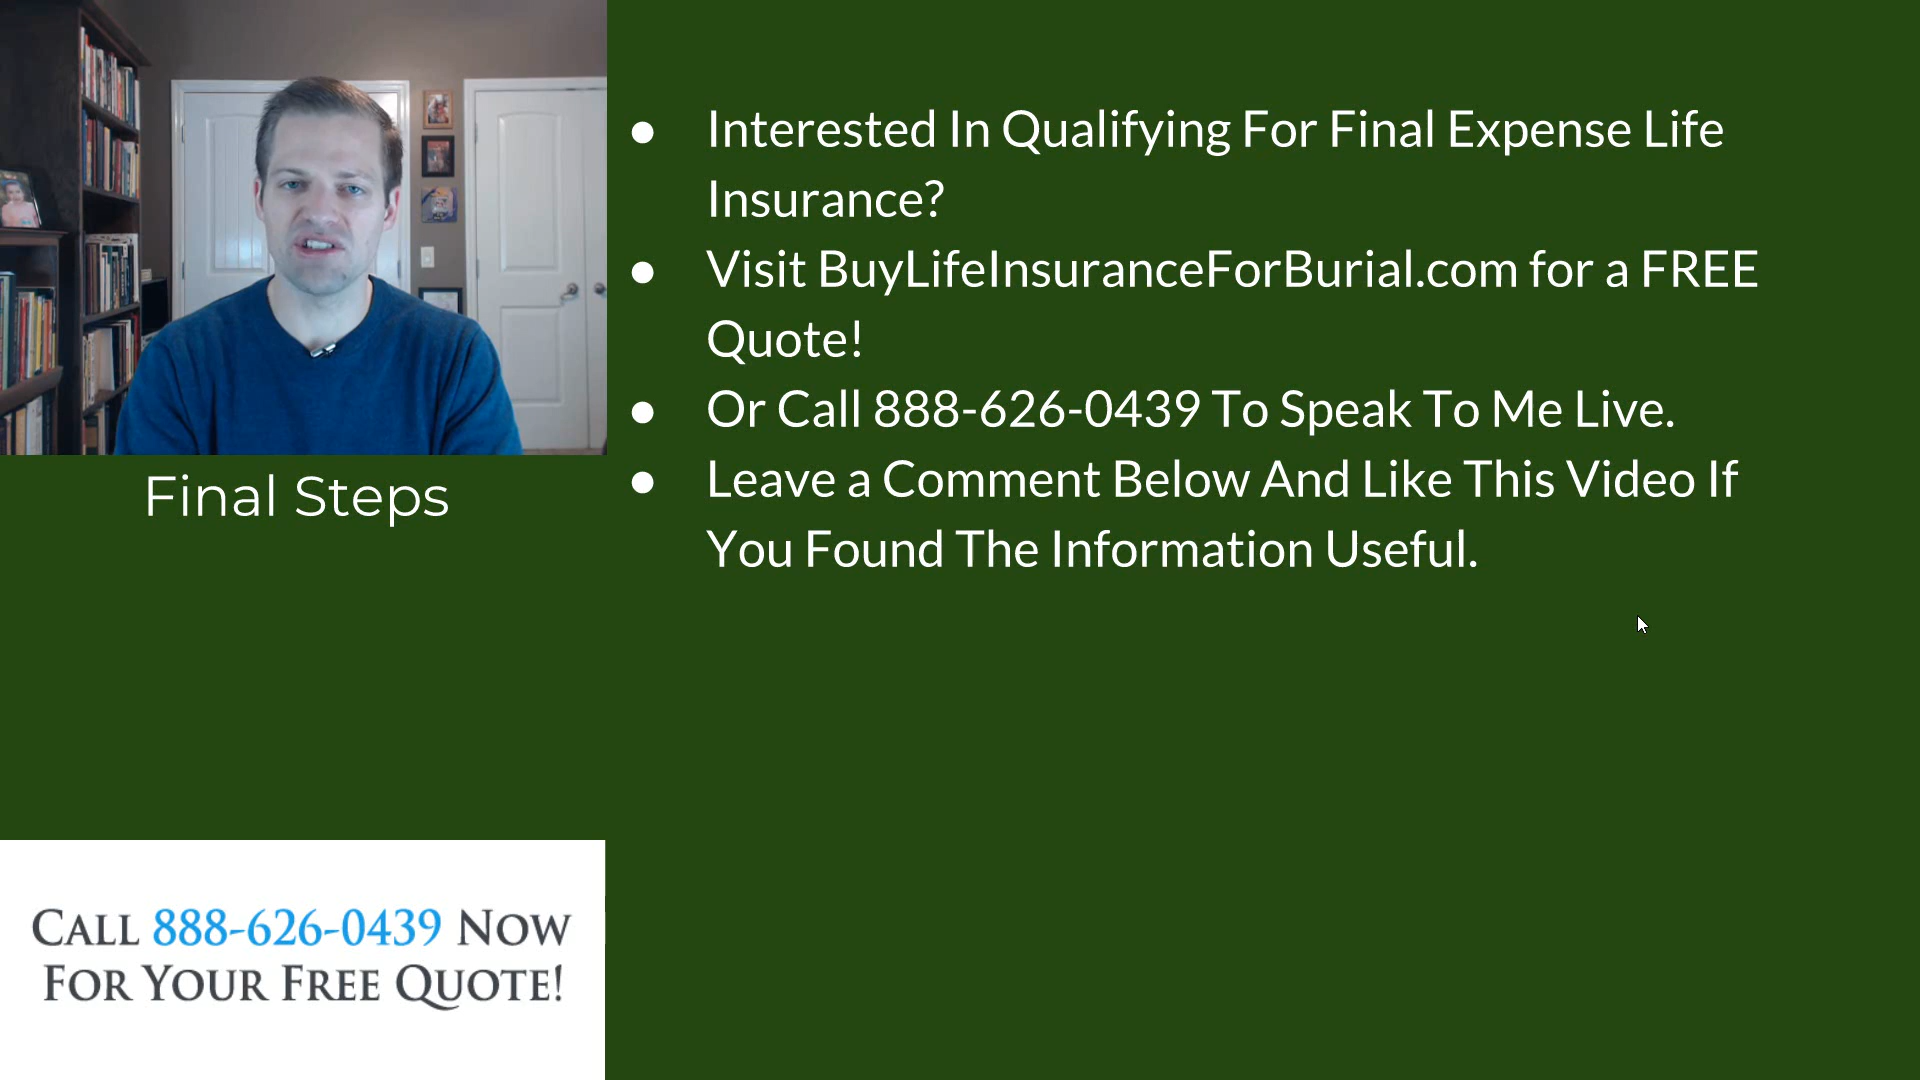 Interested In Qualifying For Final Expense Life
Insurance?
Visit BuyLifeInsuranceForBurial.com for a FREE
Quote!
Or Call 888-626-0439 To Speak To Me Live.
Leave a Comment Below And Like This Video If
You Found The Information Useful.
Final Steps
CALL 888-626-0439 NOW
FOR YOUR FREE QUOTE!